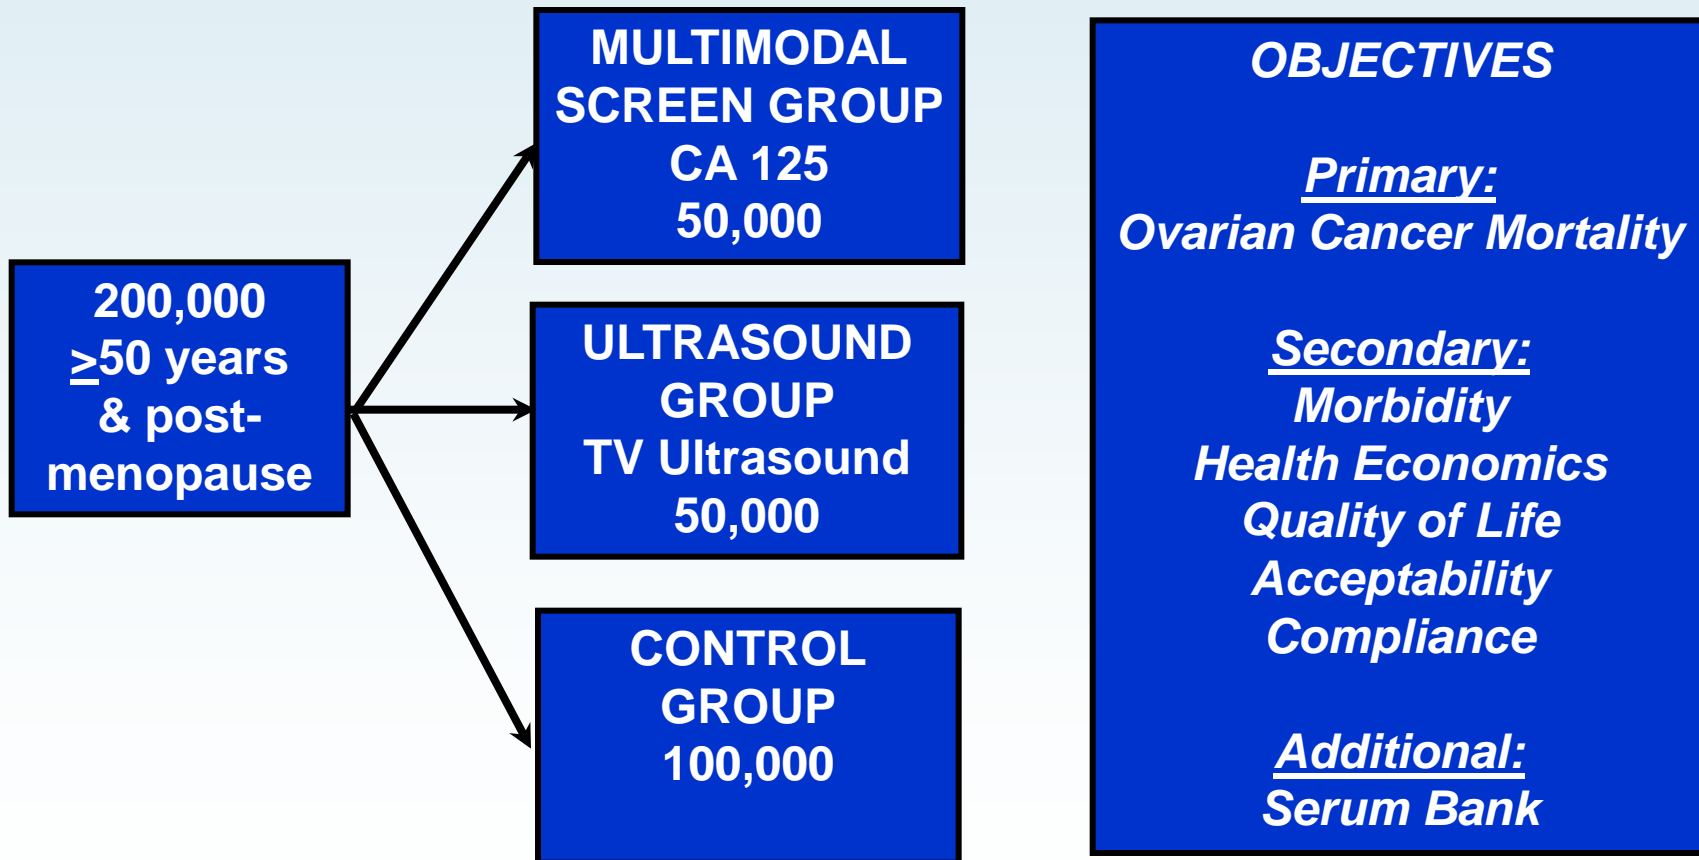 MULTIMODAL
SCREEN GROUP
CA 125
50,000
200,000
≥50 years
& post-
menopause
ULTRASOUND
GROUP
TV Ultrasound
50,000
CONTROL
GROUP
100,000
OBJECTIVES
Primary:
Ovarian Cancer Mortality
Secondary:
Morbidity
Health Economics
Quality of Life
Acceptability
Compliance
Additional:
Serum Bank